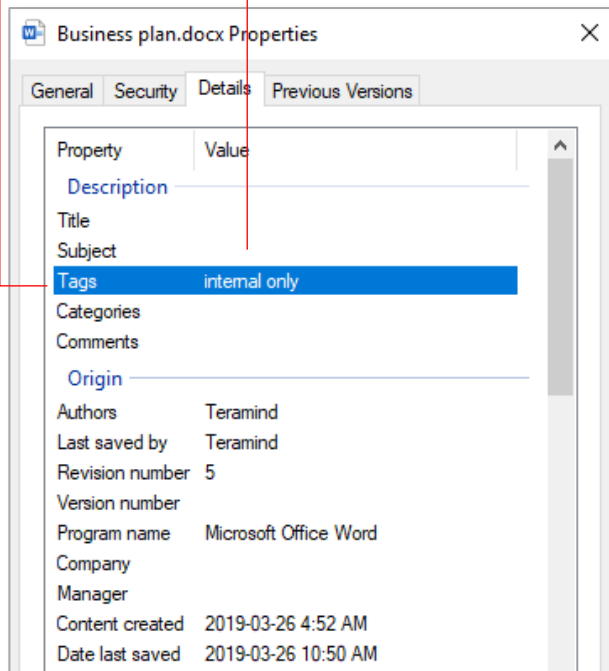 Business plan.docx Properties
General Security Details Previous Versions
Property Value
Description
Title
Subject
Tags internal only
Categories
Comments
Origin
Authors Teramind
Last saved by Teramind
Revision number 5
Version number
Program name Microsoft Office Word
Company
Manager
Content created 2019-03-26 4:52 AM
Date last saved 2019-03-26 10:50 AM